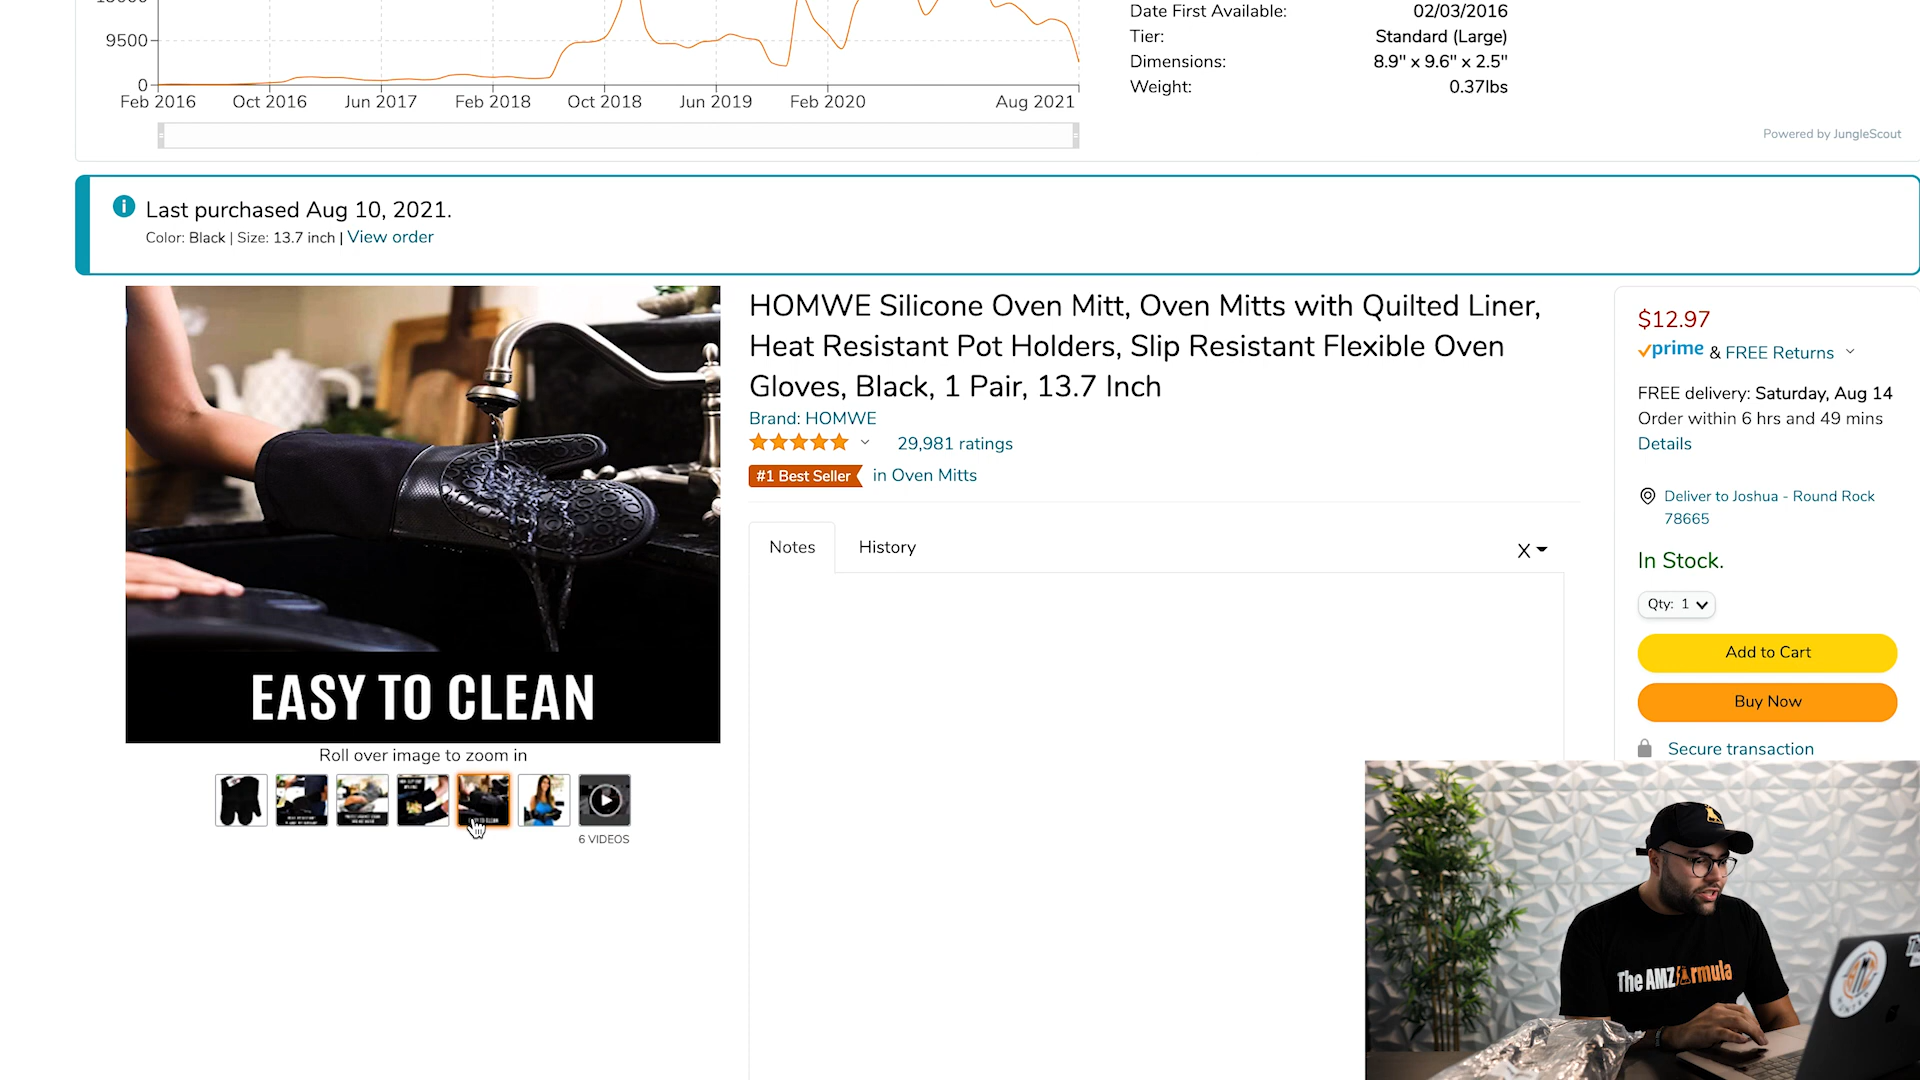 9500
0
Feb 2016
Oct 2016
Jun 2017
Feb 2018
Oct 2018
Jun 2019
Feb 2020
Aug 2021
Date First Available: 02/03/2016
Tier: Standard (Large)
Dimensions: 8.9" x 9.6" x 2.5"
Weight: 0.37lbs
Powered by JungleScout
Last purchased Aug 10, 2021.
Color: Black | Size: 13.7 inch | View order
EASY TO CLEAN
Roll over image to zoom in
6 VIDEOS
HOMWE Silicone Oven Mitt, Oven Mitts with Quilted Liner,
Heat Resistant Pot Holders, Slip Resistant Flexible Oven
Gloves, Black, 1 Pair, 13.7 Inch
Brand: HOMWE
29,981 ratings
#1 Best Seller in Oven Mitts
Notes
History
X
$12.97
prime & FREE Returns
FREE delivery: Saturday, Aug 14
Order within 6 hrs and 49 mins
Details
Deliver to Joshua - Round Rock
78665
In Stock.
Qty: 1
Add to Cart
Buy Now
Secure transaction
The AMZ Formula